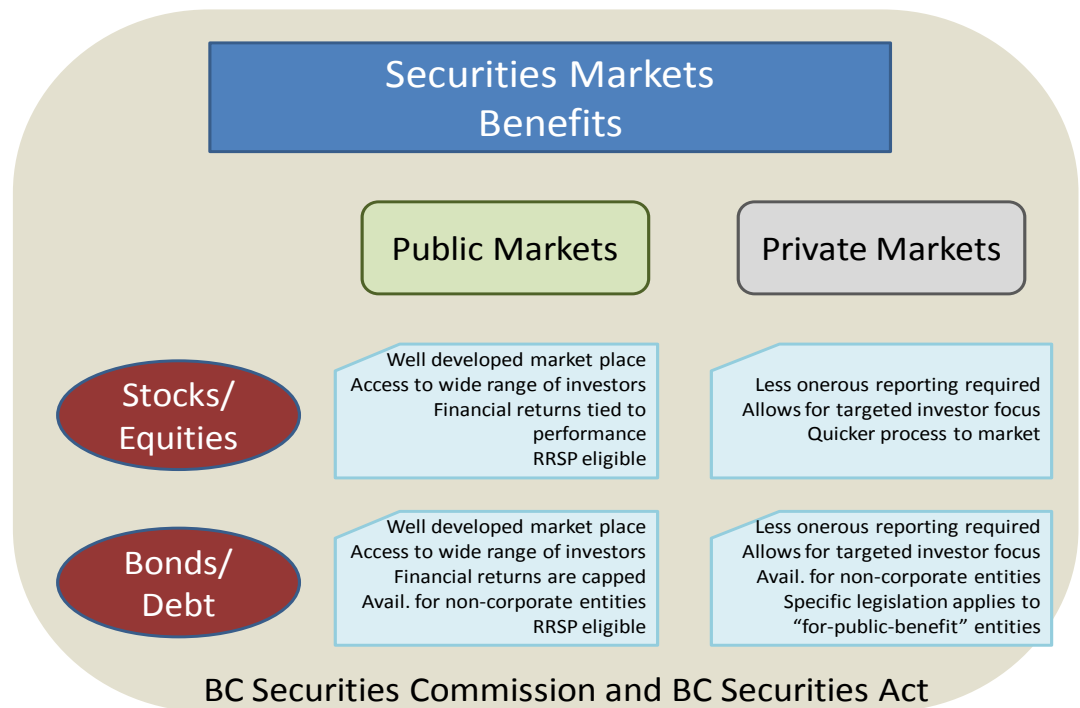 Securities Markets
Benefits
Public Markets
Private Markets
Stocks/
Equities
Well developed market place
Access to wide range of investors
Financial returns tied to
performance
RRSP eligible
Less onerous reporting required
Allows for targeted investor focus
Quicker process to market
Bonds/
Debt
Well developed market place
Access to wide range of investors
Financial returns are capped
Avail. for non-corporate entities
RRSP eligible
Less onerous reporting required
Allows for targeted investor focus
Avail. for non-corporate entities
Specific legislation applies to
“for-public-benefit” entities
BC Securities Commission and BC Securities Act